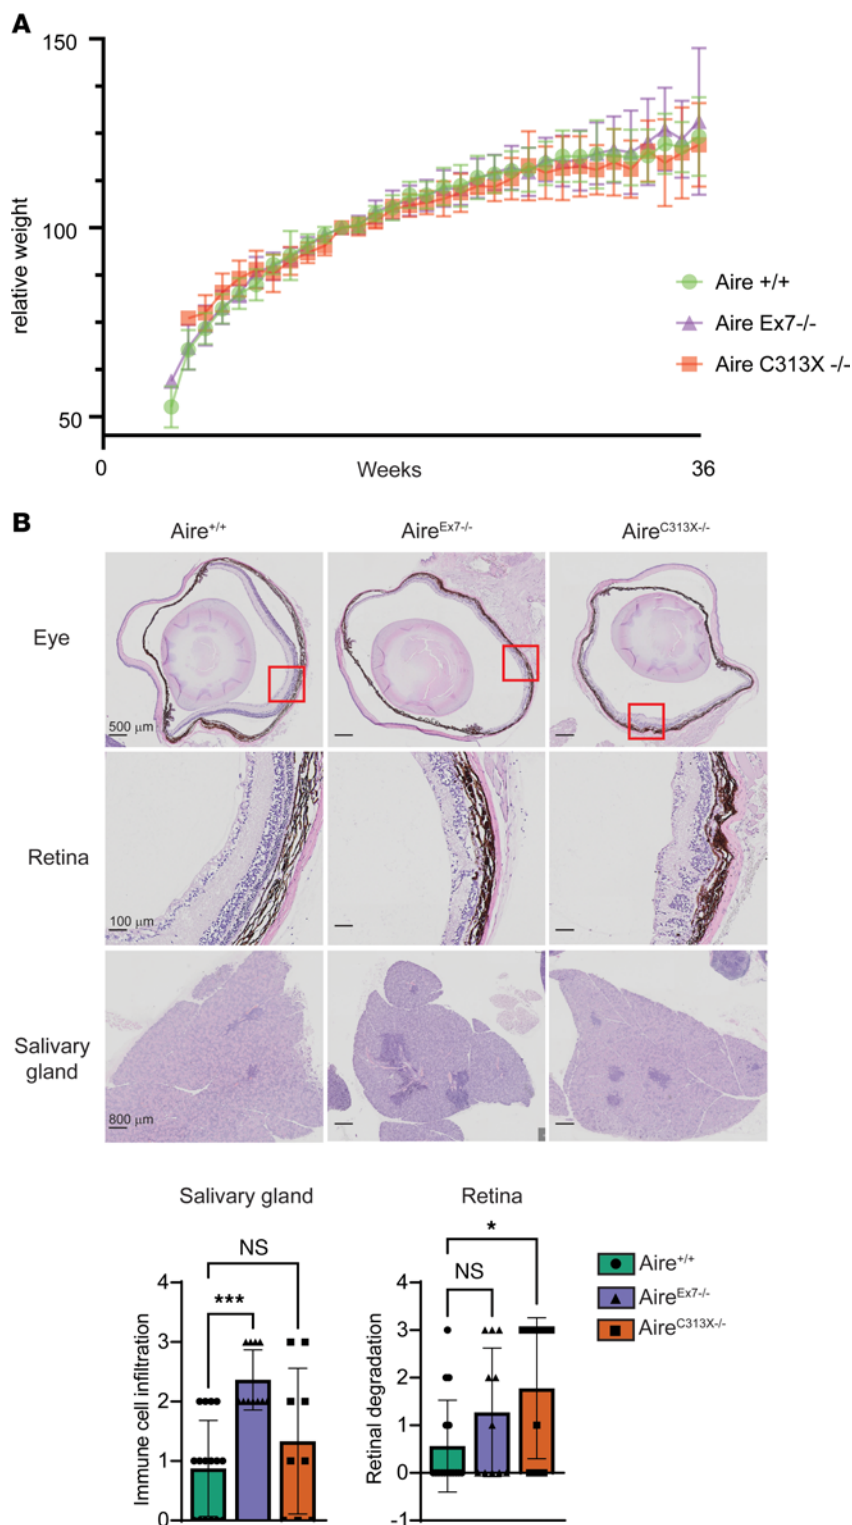 A
150
100
50
relative weight
0
Weeks
36
Aire +/+
Aire Ex7-/-
Aire C313X -/-
B
Aire+/+
AireEx7-/-
AireC313X-/-
Eye
500 μm
Retina
100 μm
Salivary
gland
800 μm
Salivary gland
Immune cell infiltration
4
3
2
1
0
NS
***
Retina
Retinal degradation
4
3
2
1
0
-1
*
NS
Aire+/+
AireEx7-/-
AireC313X-/-